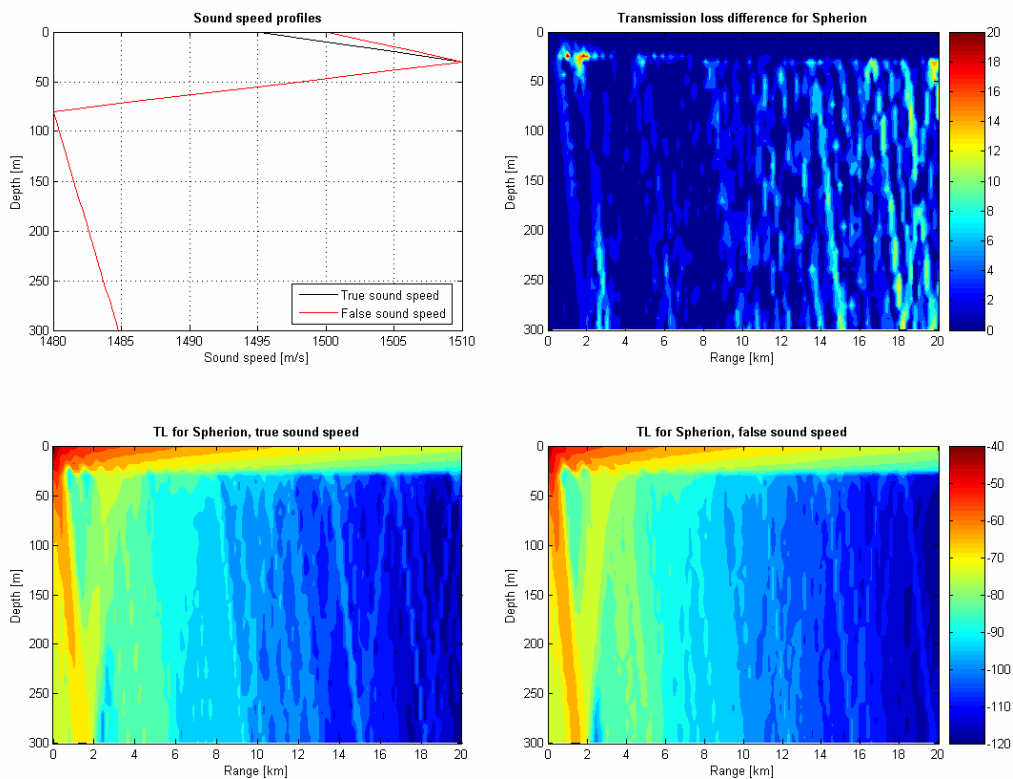 Sound speed profiles
0
50
100
150
200
250
300
Depth [m]
1480 1485 1490 1495 1500 1505 1510
Sound speed [m/s]
True sound speed
False sound speed
Transmission loss difference for Spherion
0
50
100
150
200
250
300
Depth [m]
0 2 4 6 8 10 12 14 16 18 20
Range [km]
20
18
16
14
12
10
8
6
4
2
0
TL for Spherion, true sound speed
0
50
100
150
200
250
300
Depth [m]
0 2 4 6 8 10 12 14 16 18 20
Range [km]
TL for Spherion, false sound speed
0
50
100
150
200
250
300
Depth [m]
0 2 4 6 8 10 12 14 16 18 20
Range [km]
-40
-50
-60
-70
-80
-90
-100
-110
-120